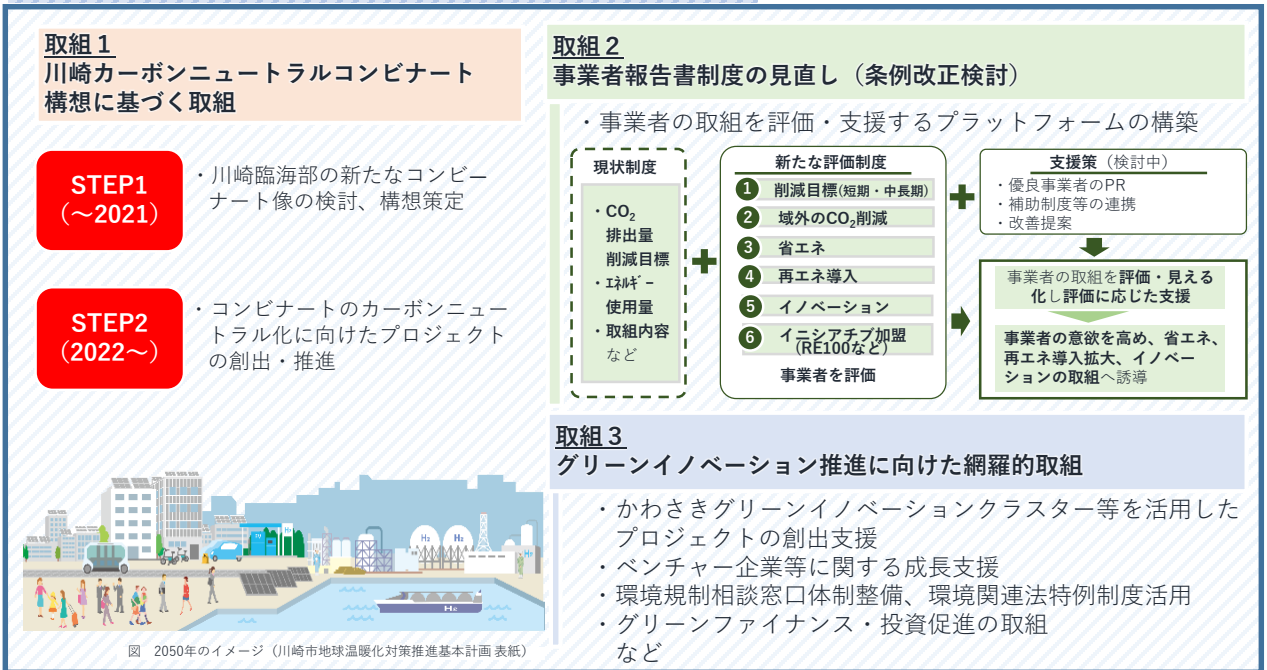 取組１
川崎カーボンニュートラルコンビナート
構想に基づく取組
STEP1
(～2021)
・川崎臨海部の新たなコンビー
ナート像の検討、構想策定
STEP2
(2022～)
・コンビナートのカーボンニュー
トラル化に向けたプロジェクト
の創出・推進
H₂
H₂
H₂
H₂
図　2050年のイメージ（川崎市地球温暖化対策推進基本計画 表紙）
取組２
事業者報告書制度の見直し（条例改正検討）
・事業者の取組を評価・支援するプラットフォームの構築
現状制度
・CO₂
排出量
削減目標
・ｴﾈﾙｷﾞｰ
使用量
・取組内容
など
新たな評価制度
1 削減目標(短期・中長期)
2 域外のCO₂削減
3 省エネ
4 再エネ導入
5 イノベーション
6 イニシアチブ加盟
(RE100など)
事業者を評価
支援策（検討中）
・優良事業者のPR
・補助制度等の連携
・改善提案
事業者の取組を評価・見える
化し評価に応じた支援
事業者の意欲を高め、省エネ、
再エネ導入拡大、イノベー
ションの取組へ誘導
取組３
グリーンイノベーション推進に向けた網羅的取組
・かわさきグリーンイノベーションクラスター等を活用した
プロジェクトの創出支援
・ベンチャー企業等に関する成長支援
・環境規制相談窓口体制整備、環境関連法特例制度活用
・グリーンファイナンス・投資促進の取組
など